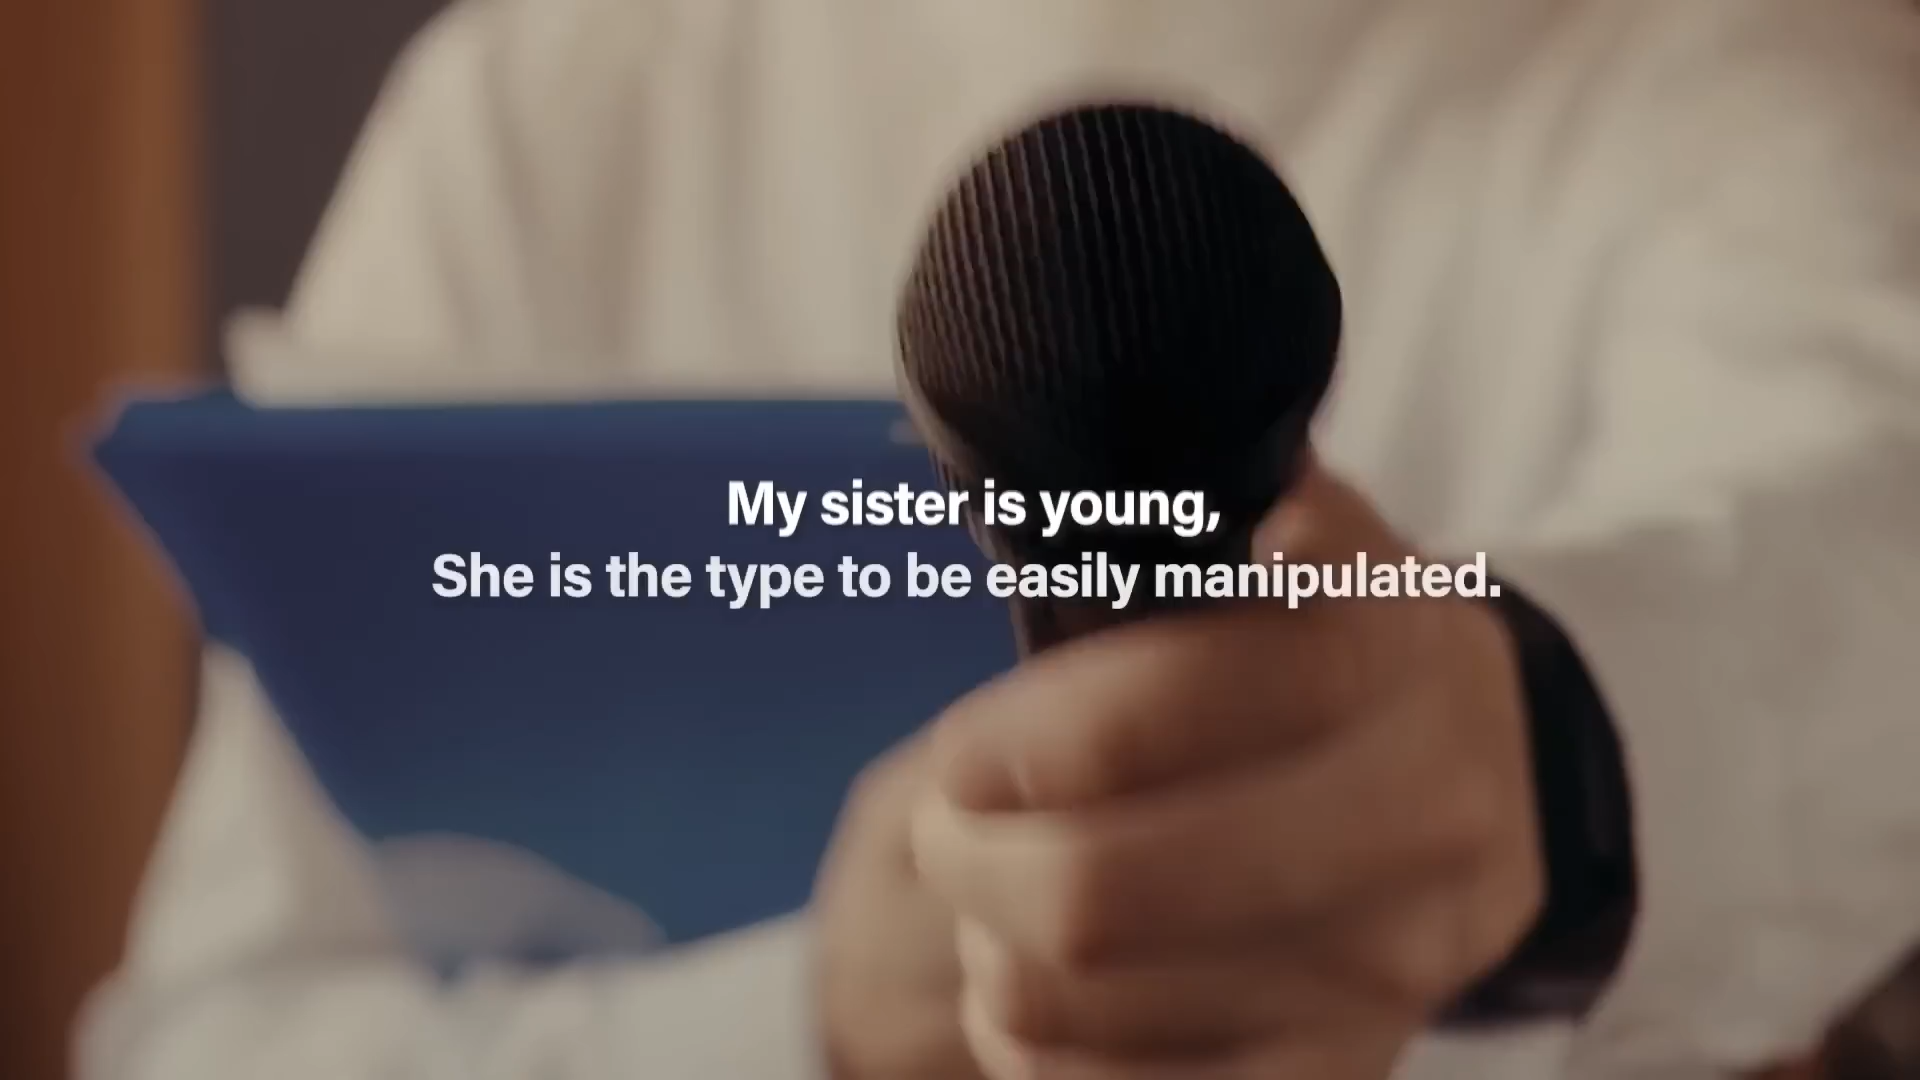 My sister is young,
She is the type to be easily manipulated.